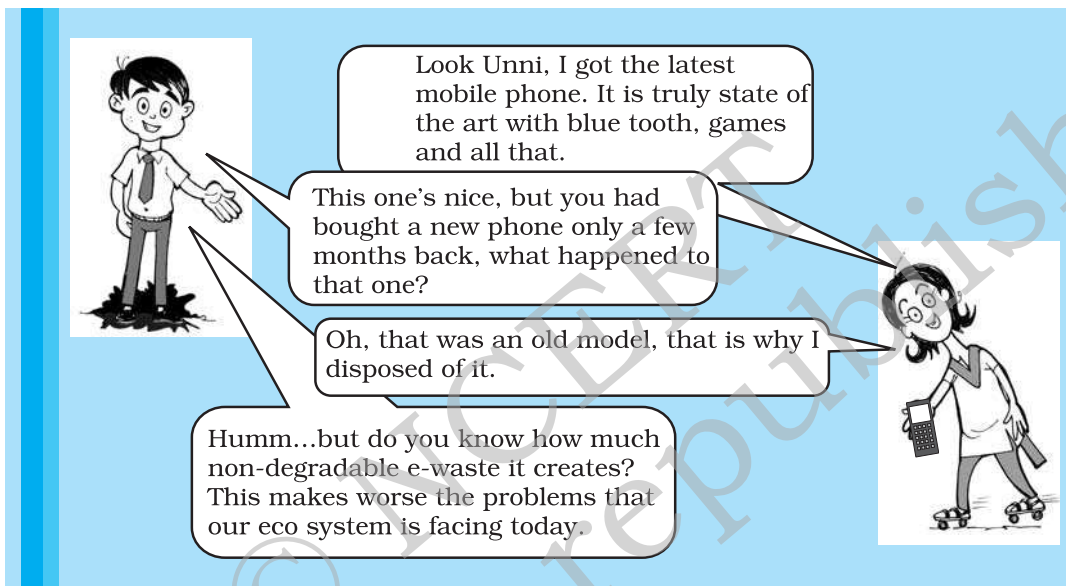 Look Unni, I got the latest
mobile phone. It is truly state of
the art with blue tooth, games
and all that.
This one's nice, but you had
bought a new phone only a few
months back, what happened to
that one?
Oh, that was an old model, that is why I
disposed of it.
Humm...but do you know how much
non-degradable e-waste it creates?
This makes worse the problems that
our eco system is facing today.
© NCERT
republish